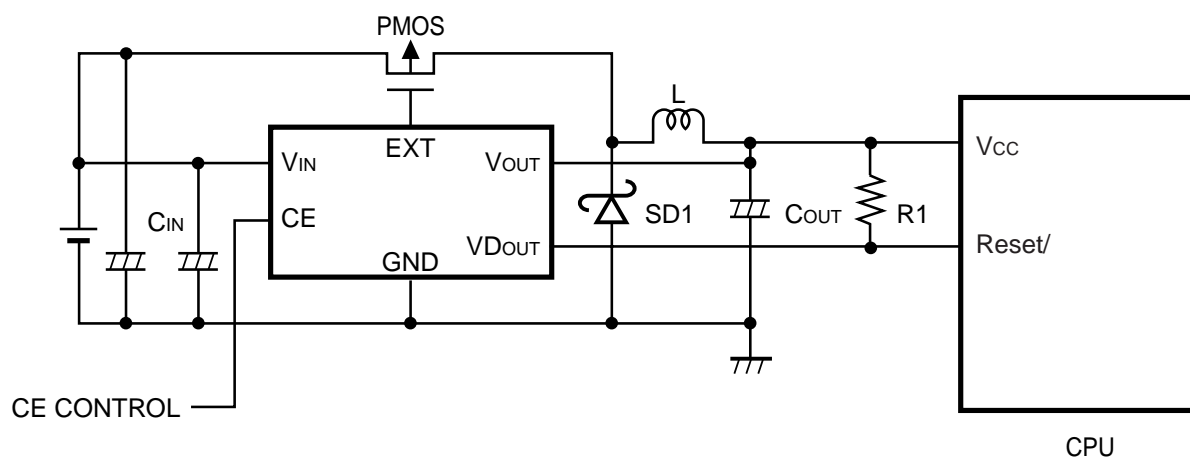 PMOS
L
EXT
VIN
VOUT
VCC
CIN
CE
SD1
COUT
R1
GND
VDOUT
Reset/
CE CONTROL
CPU